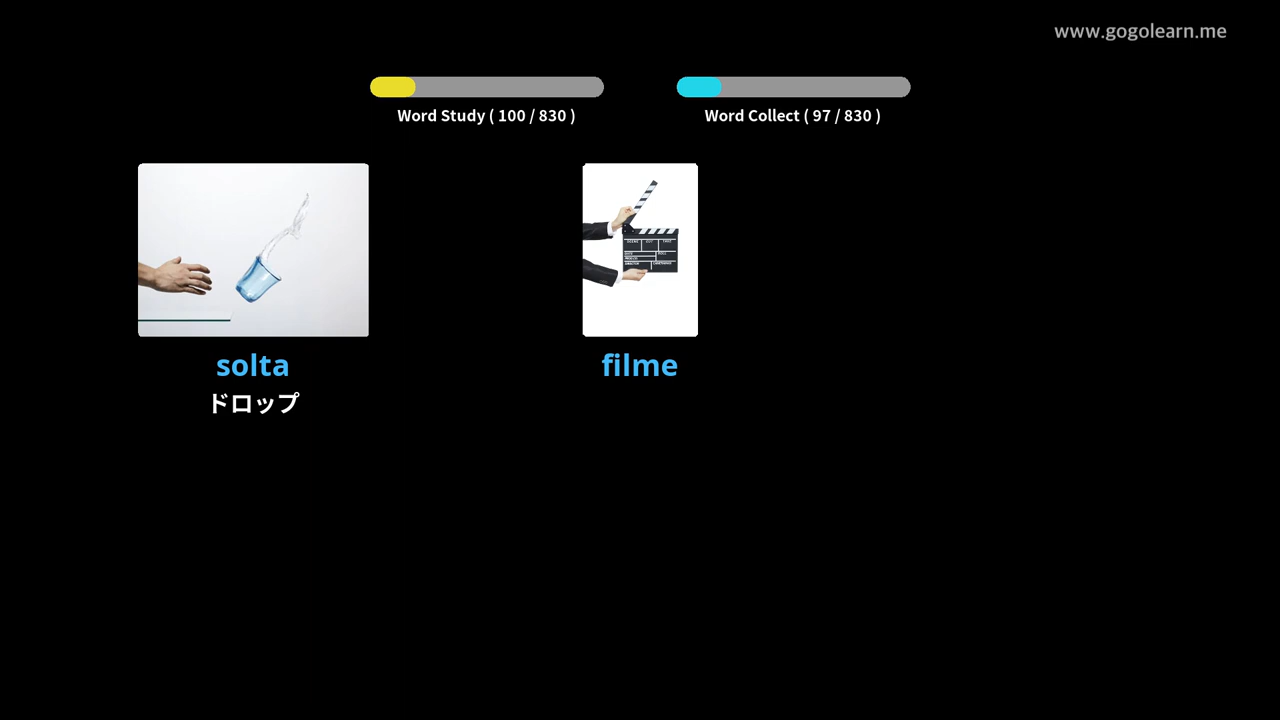 www.gogolearn.me
Word Study ( 100 / 830 )
Word Collect ( 97 / 830 )
solta
ドロップ
filme